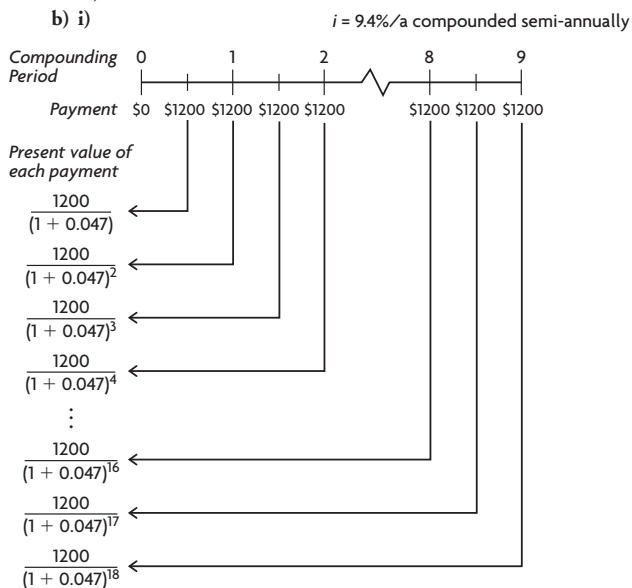 b) i)
i = 9.4%/a compounded semi-annually
Compounding Period 0 1 2 8 9
Payment $0 $1200 $1200 $1200 $1200 $1200 $1200 $1200
Present value of
each payment
1200
(1 + 0.047)
1200
(1 + 0.047)²
1200
(1 + 0.047)³
1200
(1 + 0.047)⁴
⋮
1200
(1 + 0.047)¹⁶
1200
(1 + 0.047)¹⁷
1200
(1 + 0.047)¹⁸